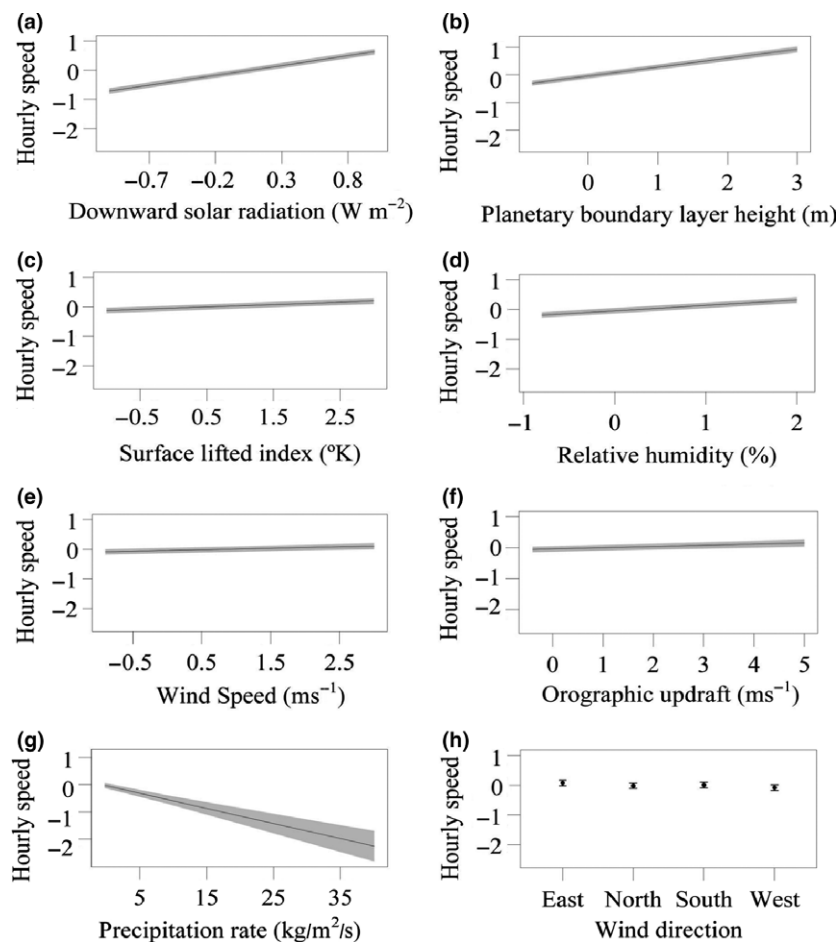 (a)
Hourly speed
1
0
−1
−2
−0.7 −0.2 0.3 0.8
Downward solar radiation (W m⁻²)
(b)
Hourly speed
1
0
−1
−2
0 1 2 3
Planetary boundary layer height (m)
(c)
Hourly speed
1
0
−1
−2
−0.5 0.5 1.5 2.5
Surface lifted index (ºK)
(d)
Hourly speed
1
0
−1
−2
−1 0 1 2
Relative humidity (%)
(e)
Hourly speed
1
0
−1
−2
−0.5 0.5 1.5 2.5
Wind Speed (ms⁻¹)
(f)
Hourly speed
1
0
−1
−2
0 1 2 3 4 5
Orographic updraft (ms⁻¹)
(g)
Hourly speed
1
0
−1
−2
5 15 25 35
Precipitation rate (kg/m²/s)
(h)
Hourly speed
1
0
−1
−2
East North South West
Wind direction